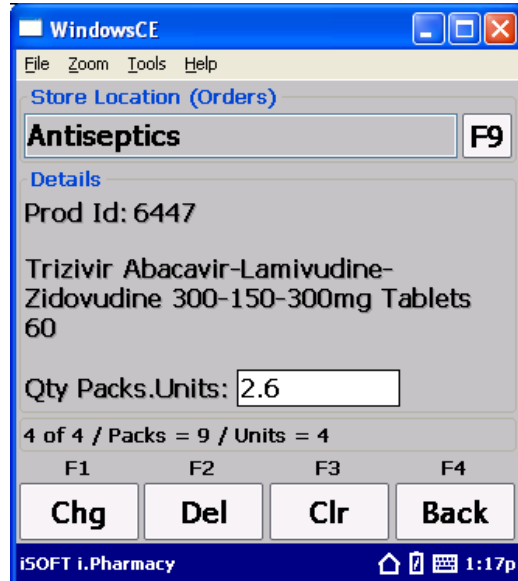 WindowsCE
File Zoom Tools Help
Store Location (Orders)
Antiseptics F9
Details
Prod Id: 6447
Trizivir Abacavir-Lamivudine-
Zidovudine 300-150-300mg Tablets
60
Qty Packs.Units: 2.6
4 of 4 / Packs = 9 / Units = 4
F1 F2 F3 F4
Chg Del Clr Back
iSOFT i.Pharmacy 1:17p